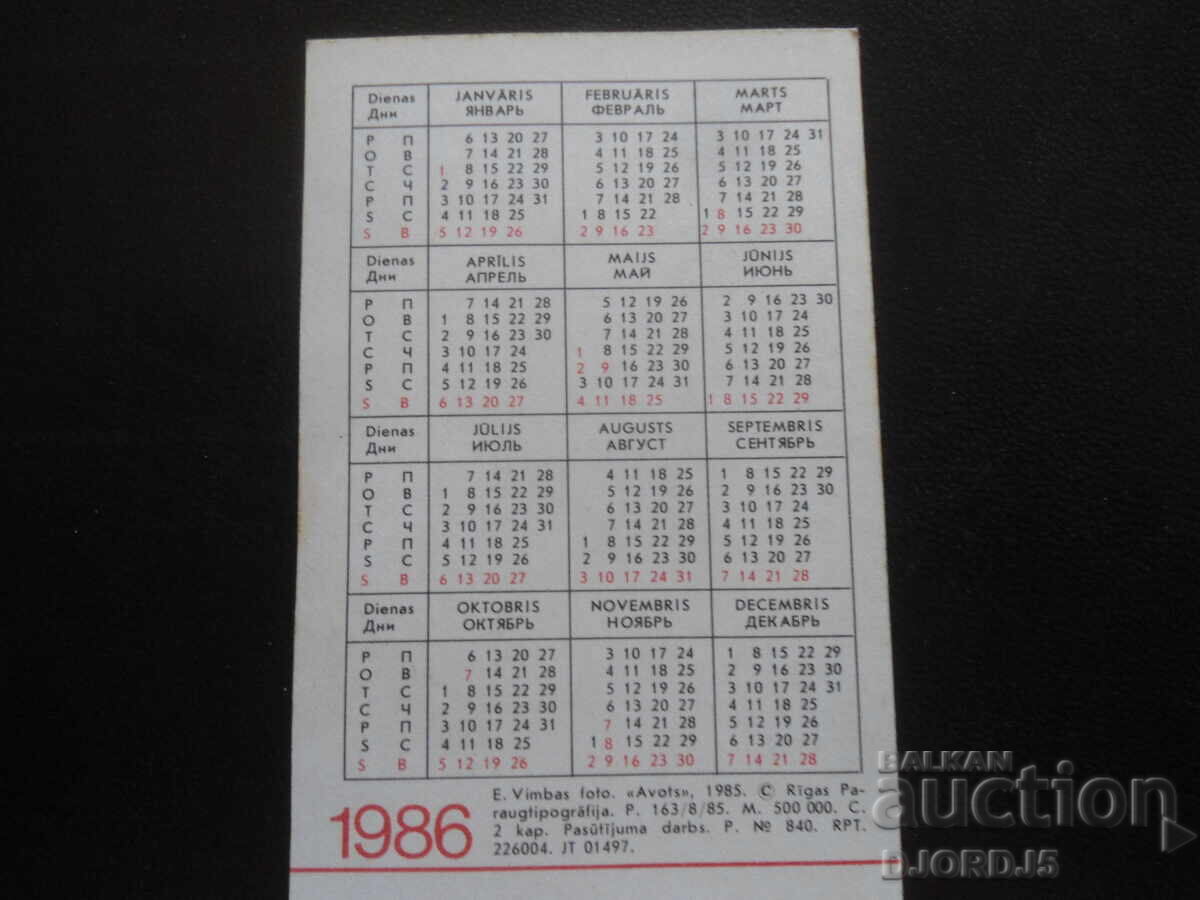 Dienas JANVĀRIS FEBRUĀRIS MARTS
Дни ЯНВАРЬ ФЕВРАЛЬ МАРТ
P П 6 13 20 27 3 10 17 24 3 10 17 24 31
O В 7 14 21 28 4 11 18 25 4 11 18 25
T С 1 8 15 22 29 5 12 19 26 5 12 19 26
C Ч 2 9 16 23 30 6 13 20 27 6 13 20 27
P П 3 10 17 24 31 7 14 21 28 7 14 21 28
S С 4 11 18 25 1 8 15 22 1 8 15 22 29
S В 5 12 19 26 2 9 16 23 2 9 16 23 30
Dienas APRĪLIS MAIJS JŪNIJS
Дни АПРЕЛЬ МАЙ ИЮНЬ
P П 7 14 21 28 5 12 19 26 2 9 16 23 30
O В 1 8 15 22 29 6 13 20 27 3 10 17 24
T С 2 9 16 23 30 7 14 21 28 4 11 18 25
C Ч 3 10 17 24 1 8 15 22 29 5 12 19 26
P П 4 11 18 25 2 9 16 23 30 6 13 20 27
S С 5 12 19 26 3 10 17 24 31 7 14 21 28
S В 6 13 20 27 4 11 18 25 1 8 15 22 29
Dienas JŪLIJS AUGUSTS SEPTEMBRIS
Дни ИЮЛЬ АВГУСТ СЕНТЯБРЬ
P П 7 14 21 28 4 11 18 25 1 8 15 22 29
O В 1 8 15 22 29 5 12 19 26 2 9 16 23 30
T С 2 9 16 23 30 6 13 20 27 3 10 17 24
C Ч 3 10 17 24 31 7 14 21 28 4 11 18 25
P П 4 11 18 25 1 8 15 22 29 5 12 19 26
S С 5 12 19 26 2 9 16 23 30 6 13 20 27
S В 6 13 20 27 3 10 17 24 31 7 14 21 28
Dienas OKTOBRIS NOVEMBRIS DECEMBRIS
Дни ОКТЯБРЬ НОЯБРЬ ДЕКАБРЬ
P П 6 13 20 27 3 10 17 24 1 8 15 22 29
O В 7 14 21 28 4 11 18 25 2 9 16 23 30
T С 1 8 15 22 29 5 12 19 26 3 10 17 24 31
C Ч 2 9 16 23 30 6 13 20 27 4 11 18 25
P П 3 10 17 24 31 7 14 21 28 5 12 19 26
S С 4 11 18 25 1 8 15 22 29 6 13 20 27
S В 5 12 19 26 2 9 16 23 30 7 14 21 28
1986
E. Vimbas foto. «Avots», 1985. © Rīgas Pa-
raugtipogrāfija. P. 163/8/85. M. 500 000. C.
2 kap. Pasūtījuma darbs. P. № 840. RPT.
226004. JT 01497.
BALKAN
auction
DJORDJ5